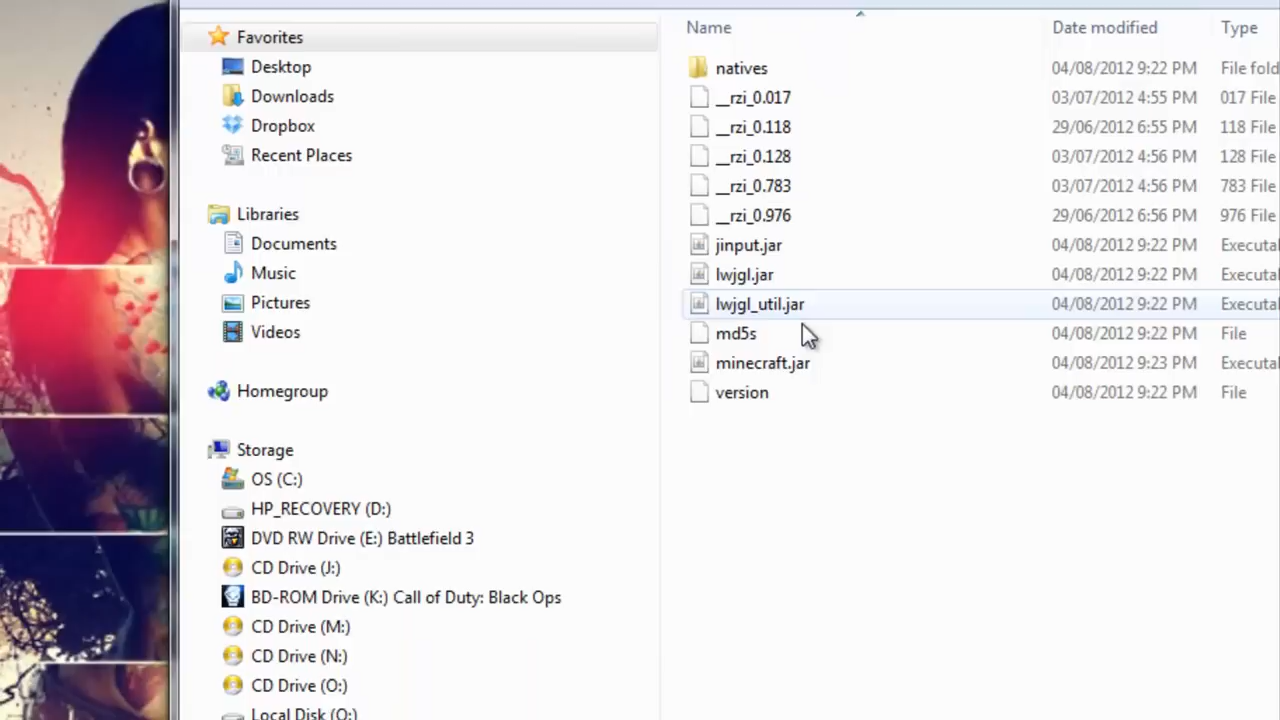 Favorites
Desktop
Downloads
Dropbox
Recent Places
Libraries
Documents
Music
Pictures
Videos
Homegroup
Storage
OS (C:)
HP_RECOVERY (D:)
DVD RW Drive (E:) Battlefield 3
CD Drive (J:)
BD-ROM Drive (K:) Call of Duty: Black Ops
CD Drive (M:)
CD Drive (N:)
CD Drive (O:)
Local Disk (Q:)
Name Date modified Type
natives 04/08/2012 9:22 PM File fold
__rzi_0.017 03/07/2012 4:55 PM 017 File
__rzi_0.118 29/06/2012 6:55 PM 118 File
__rzi_0.128 03/07/2012 4:56 PM 128 File
__rzi_0.783 03/07/2012 4:56 PM 783 File
__rzi_0.976 29/06/2012 6:56 PM 976 File
jinput.jar 04/08/2012 9:22 PM Executa
lwjgl.jar 04/08/2012 9:22 PM Executa
lwjgl_util.jar 04/08/2012 9:22 PM Executa
md5s 04/08/2012 9:22 PM File
minecraft.jar 04/08/2012 9:23 PM Executa
version 04/08/2012 9:22 PM File